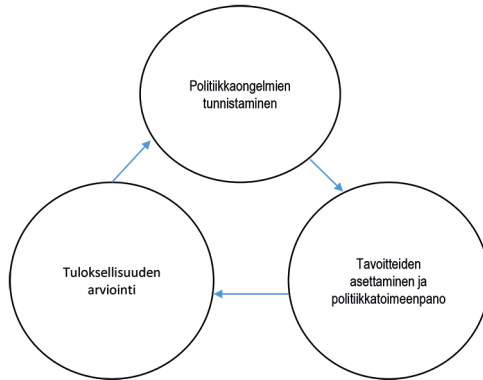 Politiikkaongelmien
tunnistaminen
Tavoitteiden
asettaminen ja
politiikkatoimeenpano
Tuloksellisuuden
arviointi